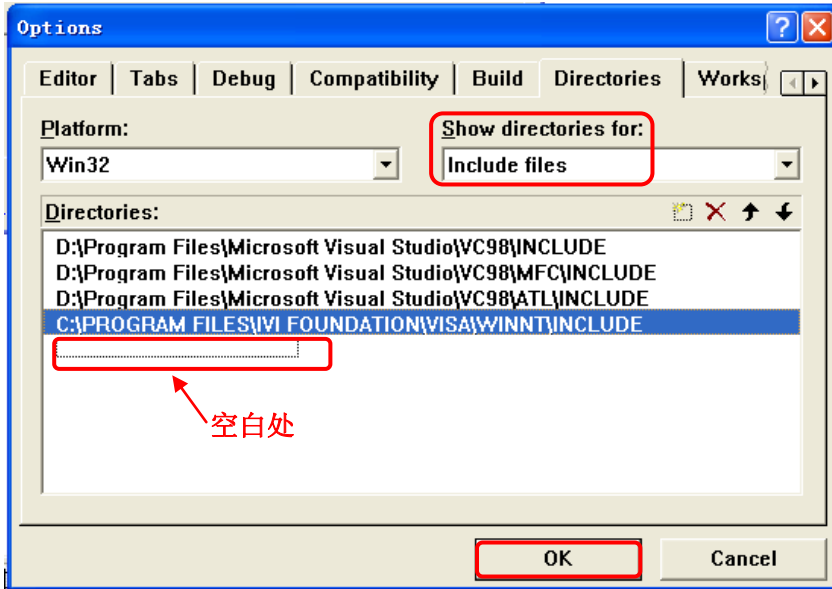 Options
Editor Tabs Debug Compatibility Build Directories Works
Platform: Show directories for:
Win32 Include files
Directories:
D:\Program Files\Microsoft Visual Studio\VC98\INCLUDE
D:\Program Files\Microsoft Visual Studio\VC98\MFC\INCLUDE
D:\Program Files\Microsoft Visual Studio\VC98\ATL\INCLUDE
C:\PROGRAM FILES\IVI FOUNDATION\VISA\WINNT\INCLUDE
空白处
OK Cancel